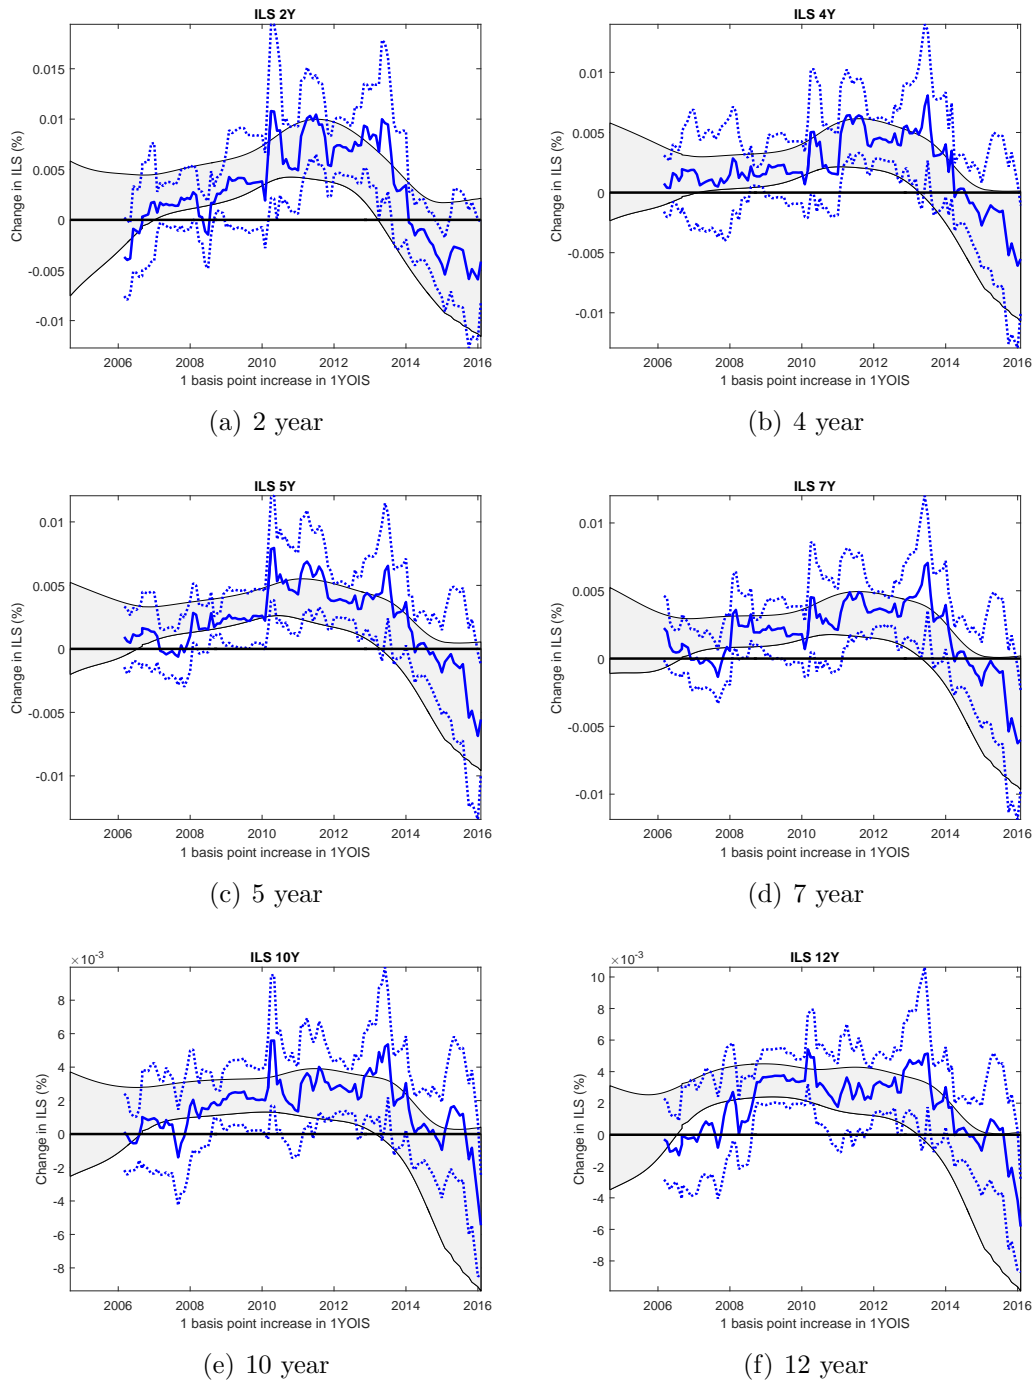 ILS 2Y
Change in ILS (%)
0.015
0.01
0.005
0
-0.005
-0.01
2006 2008 2010 2012 2014 2016
1 basis point increase in 1YOIS
(a) 2 year
ILS 4Y
Change in ILS (%)
0.01
0.005
0
-0.005
-0.01
2006 2008 2010 2012 2014 2016
1 basis point increase in 1YOIS
(b) 4 year
ILS 5Y
Change in ILS (%)
0.01
0.005
0
-0.005
-0.01
2006 2008 2010 2012 2014 2016
1 basis point increase in 1YOIS
(c) 5 year
ILS 7Y
Change in ILS (%)
0.01
0.005
0
-0.005
-0.01
2006 2008 2010 2012 2014 2016
1 basis point increase in 1YOIS
(d) 7 year
×10⁻³
ILS 10Y
Change in ILS (%)
8
6
4
2
0
-2
-4
-6
-8
2006 2008 2010 2012 2014 2016
1 basis point increase in 1YOIS
(e) 10 year
×10⁻³
ILS 12Y
Change in ILS (%)
10
8
6
4
2
0
-2
-4
-6
-8
2006 2008 2010 2012 2014 2016
1 basis point increase in 1YOIS
(f) 12 year